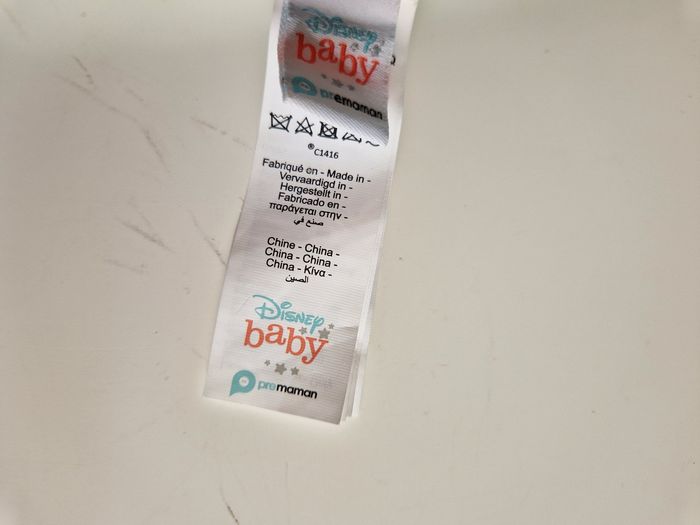 Disney
baby
premaman
®C1416
Fabriqué en - Made in -
Vervaardigd in -
Hergestellt in -
Fabricado en -
παράγεται στην -
صنع في
Chine - China -
China - China -
China - Κίνα -
الصين
Disney
baby
premaman